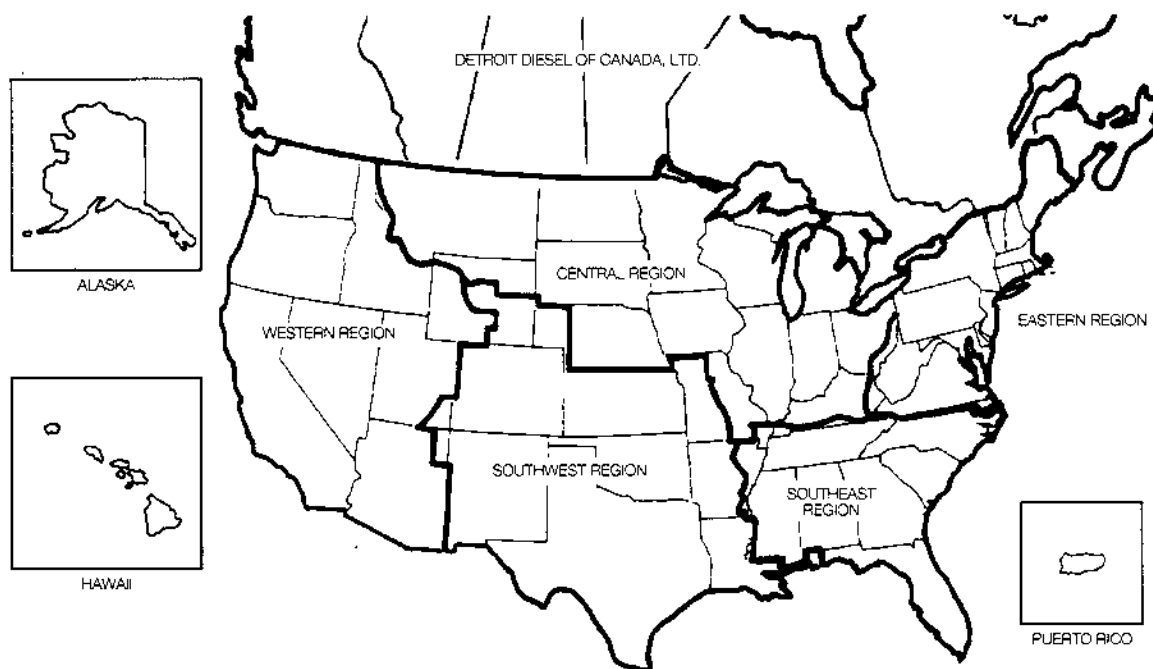 DETROIT DIESEL OF CANADA, LTD.
ALASKA
CENTRAL REGION
WESTERN REGION
EASTERN REGION
HAWAII
SOUTHWEST REGION
SOUTHEAST
REGION
PUERTO RICO